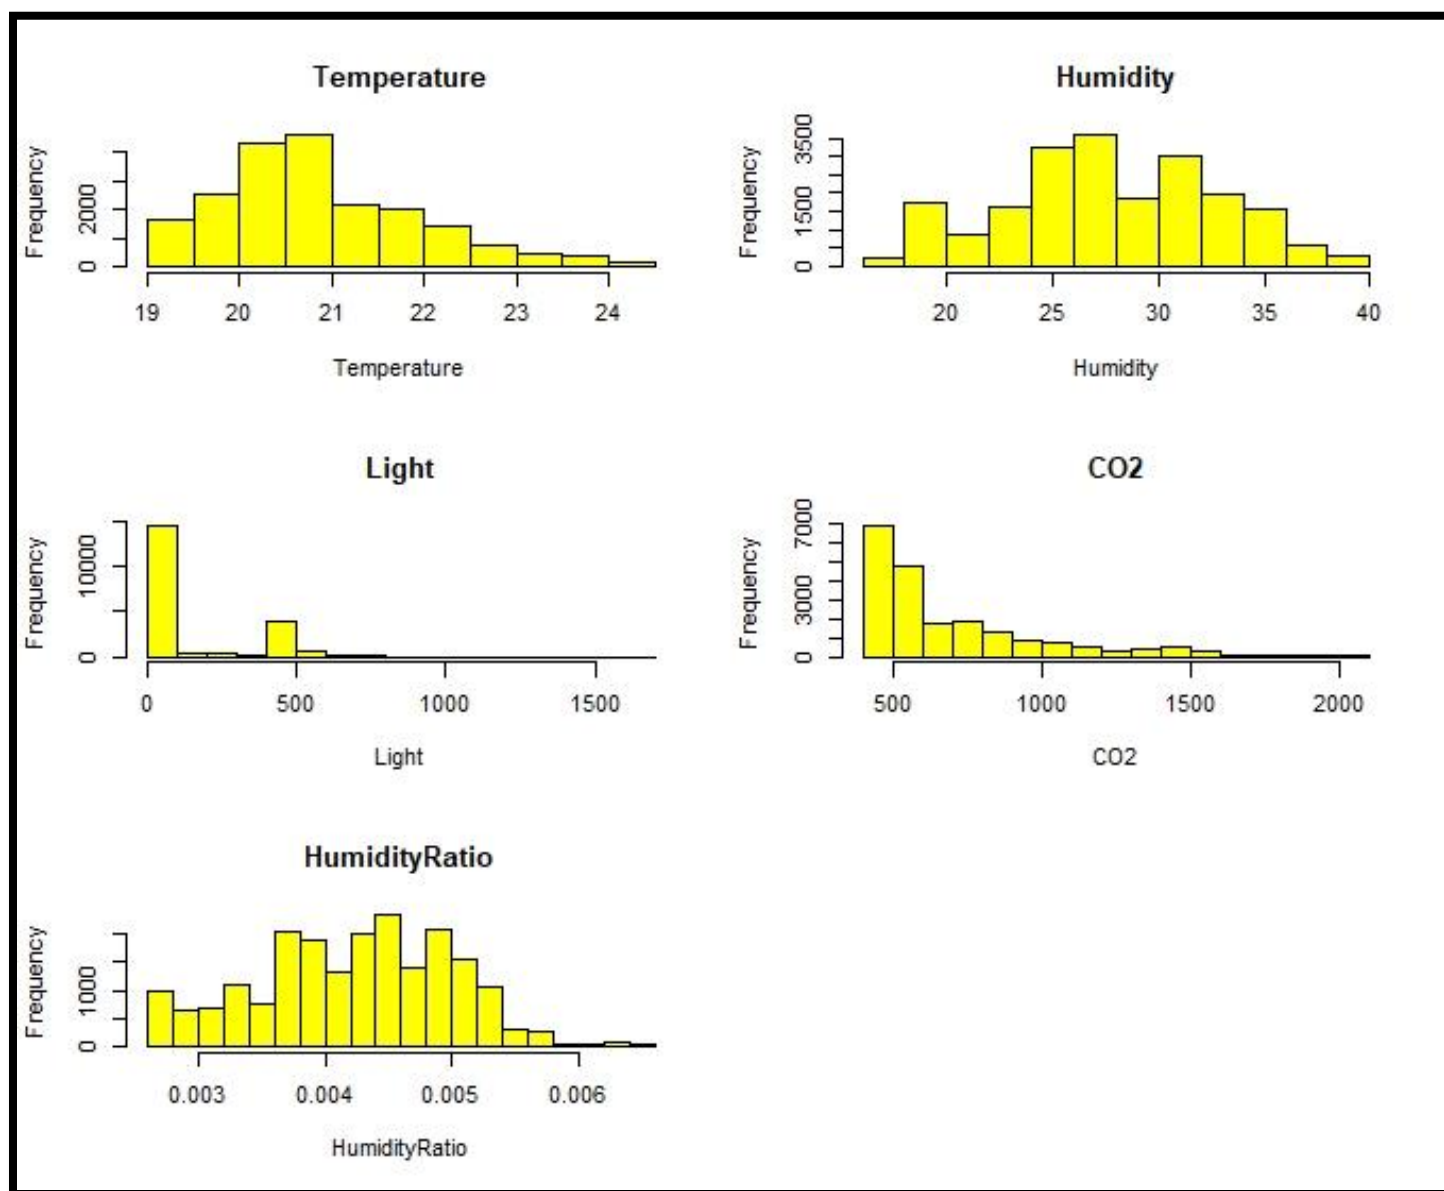 Temperature
Frequency
0 2000
19 20 21 22 23 24
Temperature
Humidity
Frequency
0 1500 3500
20 25 30 35 40
Humidity
Light
Frequency
0 10000
0 500 1000 1500
Light
CO2
Frequency
0 3000 7000
500 1000 1500 2000
CO2
HumidityRatio
Frequency
0 1000
0.003 0.004 0.005 0.006
HumidityRatio